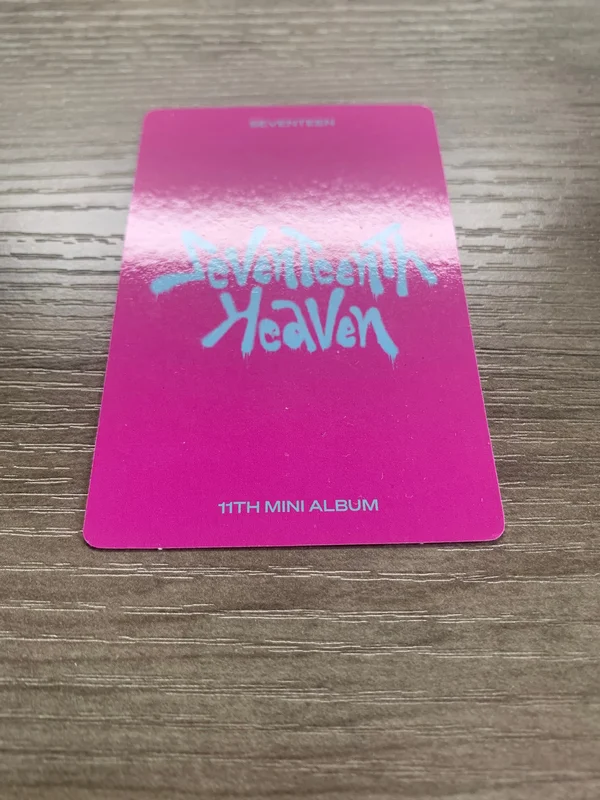 SEVENTEEN
SevenTeenTh
Heaven
11TH MINI ALBUM